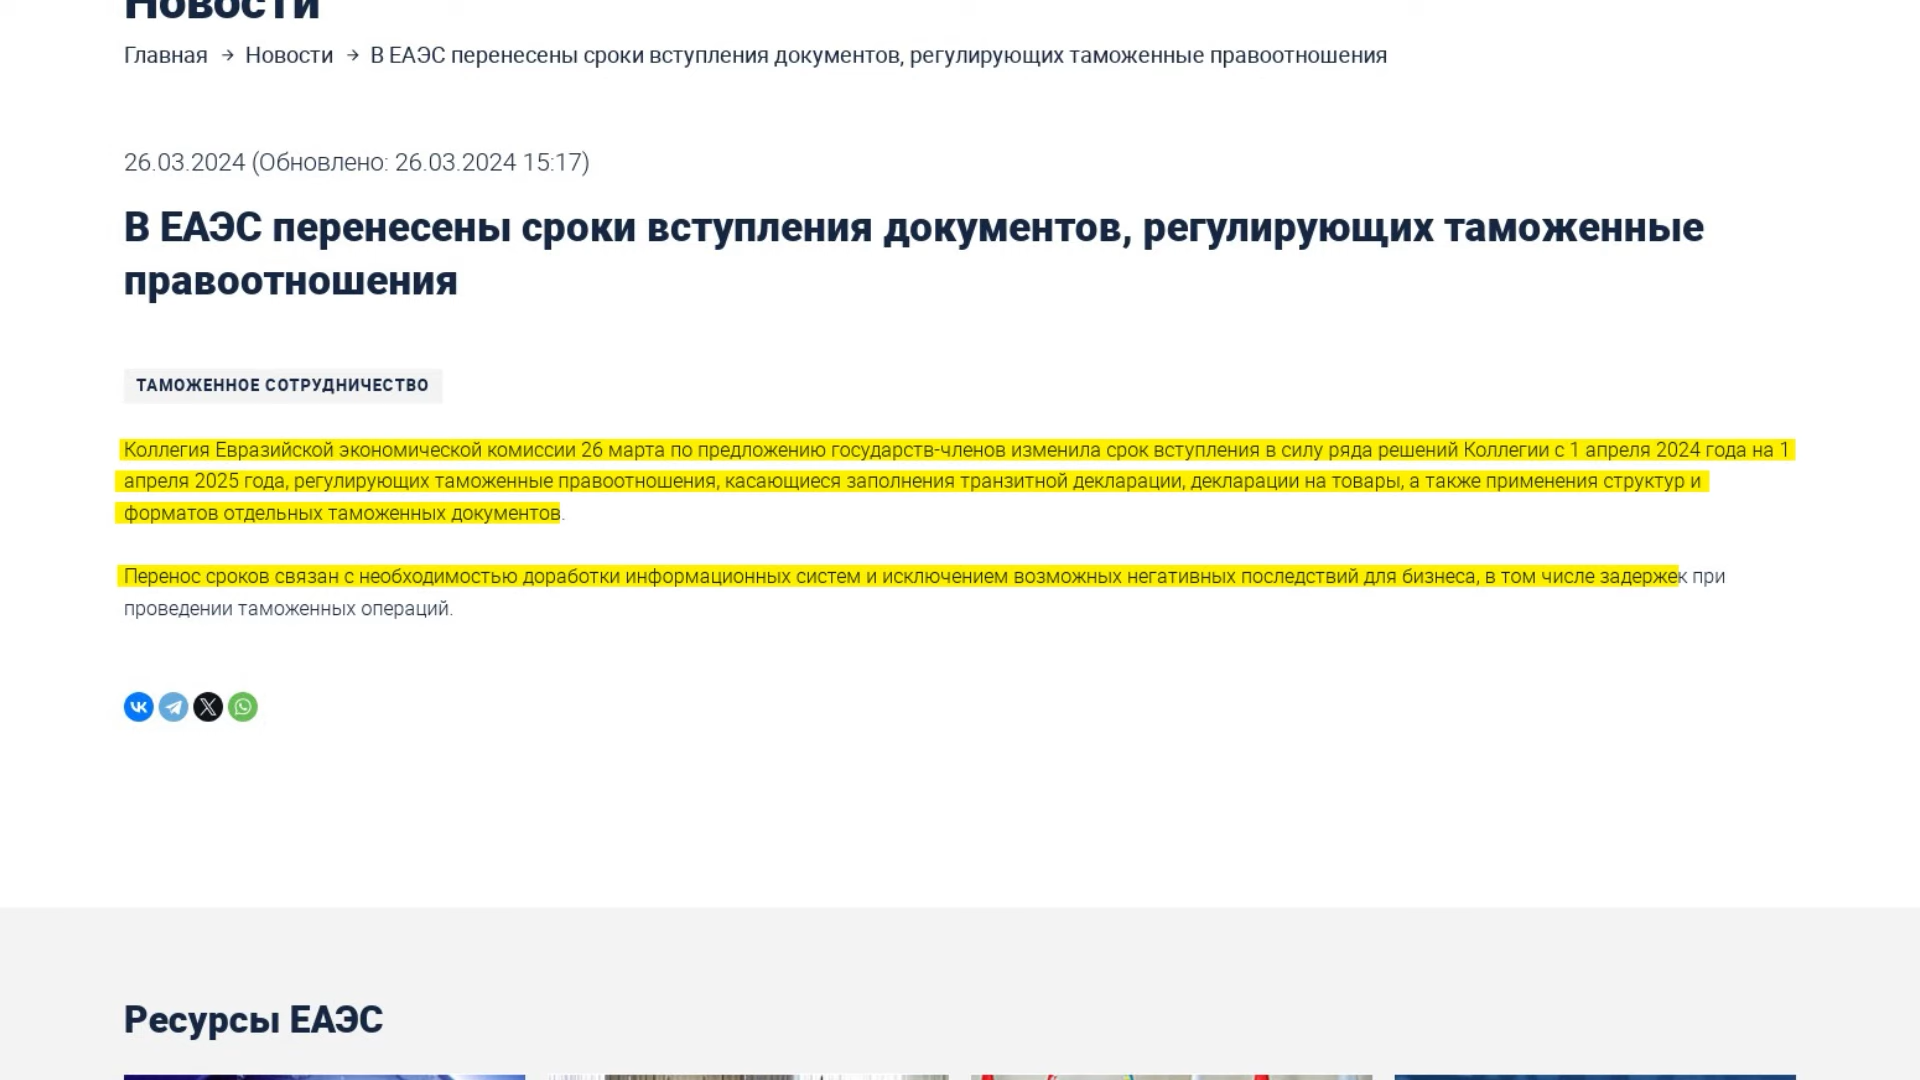 Новости
Главная → Новости → В ЕАЭС перенесены сроки вступления документов, регулирующих таможенные правоотношения
26.03.2024 (Обновлено: 26.03.2024 15:17)
В ЕАЭС перенесены сроки вступления документов, регулирующих таможенные
правоотношения
ТАМОЖЕННОЕ СОТРУДНИЧЕСТВО
Коллегия Евразийской экономической комиссии 26 марта по предложению государств-членов изменила срок вступления в силу ряда решений Коллегии с 1 апреля 2024 года на 1
апреля 2025 года, регулирующих таможенные правоотношения, касающиеся заполнения транзитной декларации, декларации на товары, а также применения структур и
форматов отдельных таможенных документов.
Перенос сроков связан с необходимостью доработки информационных систем и исключением возможных негативных последствий для бизнеса, в том числе задержек при
проведении таможенных операций.
Ресурсы ЕАЭС